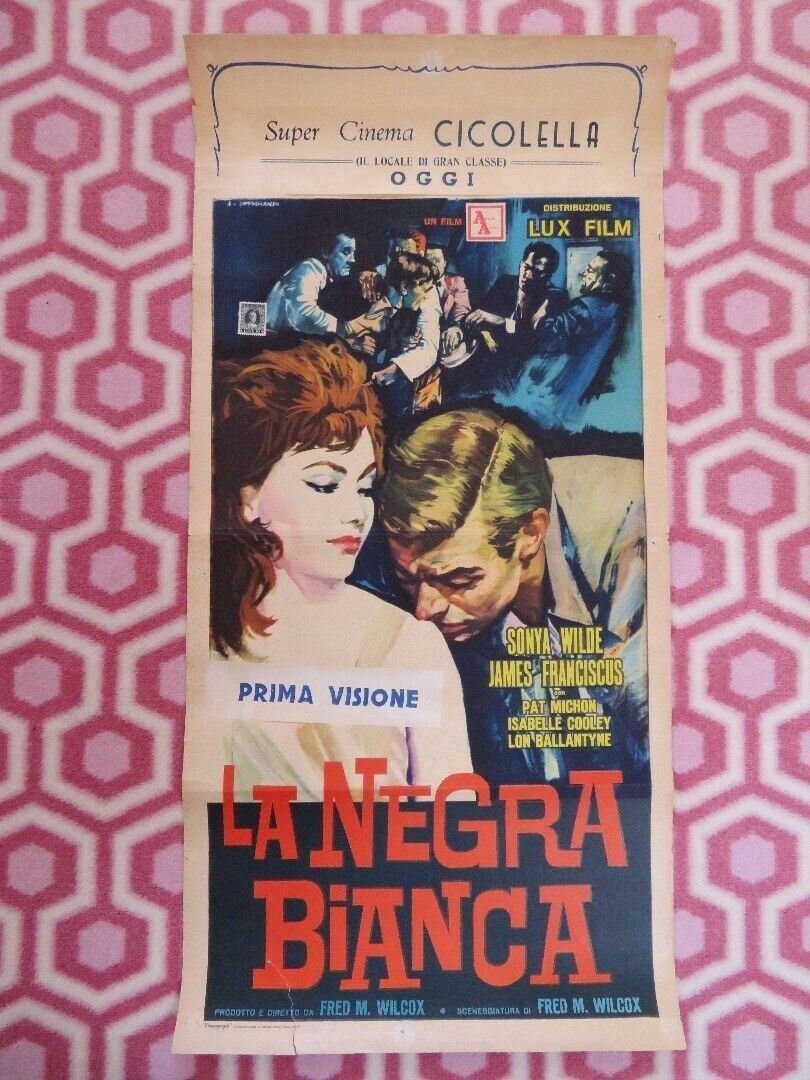 Super Cinema CICOLELLA
(IL LOCALE DI GRAN CLASSE)
OGGI
UN FILM
AA
DISTRIBUZIONE
LUX FILM
SONYA WILDE
JAMES FRANCISCUS
con
PAT MICHON
ISABELLE COOLEY
LON BALLANTYNE
PRIMA VISIONE
LA NEGRA
BiANCA
PRODOTTO E DIRETTO DA FRED M. WILCOX • SCENEGGIATURA DI FRED M. WILCOX